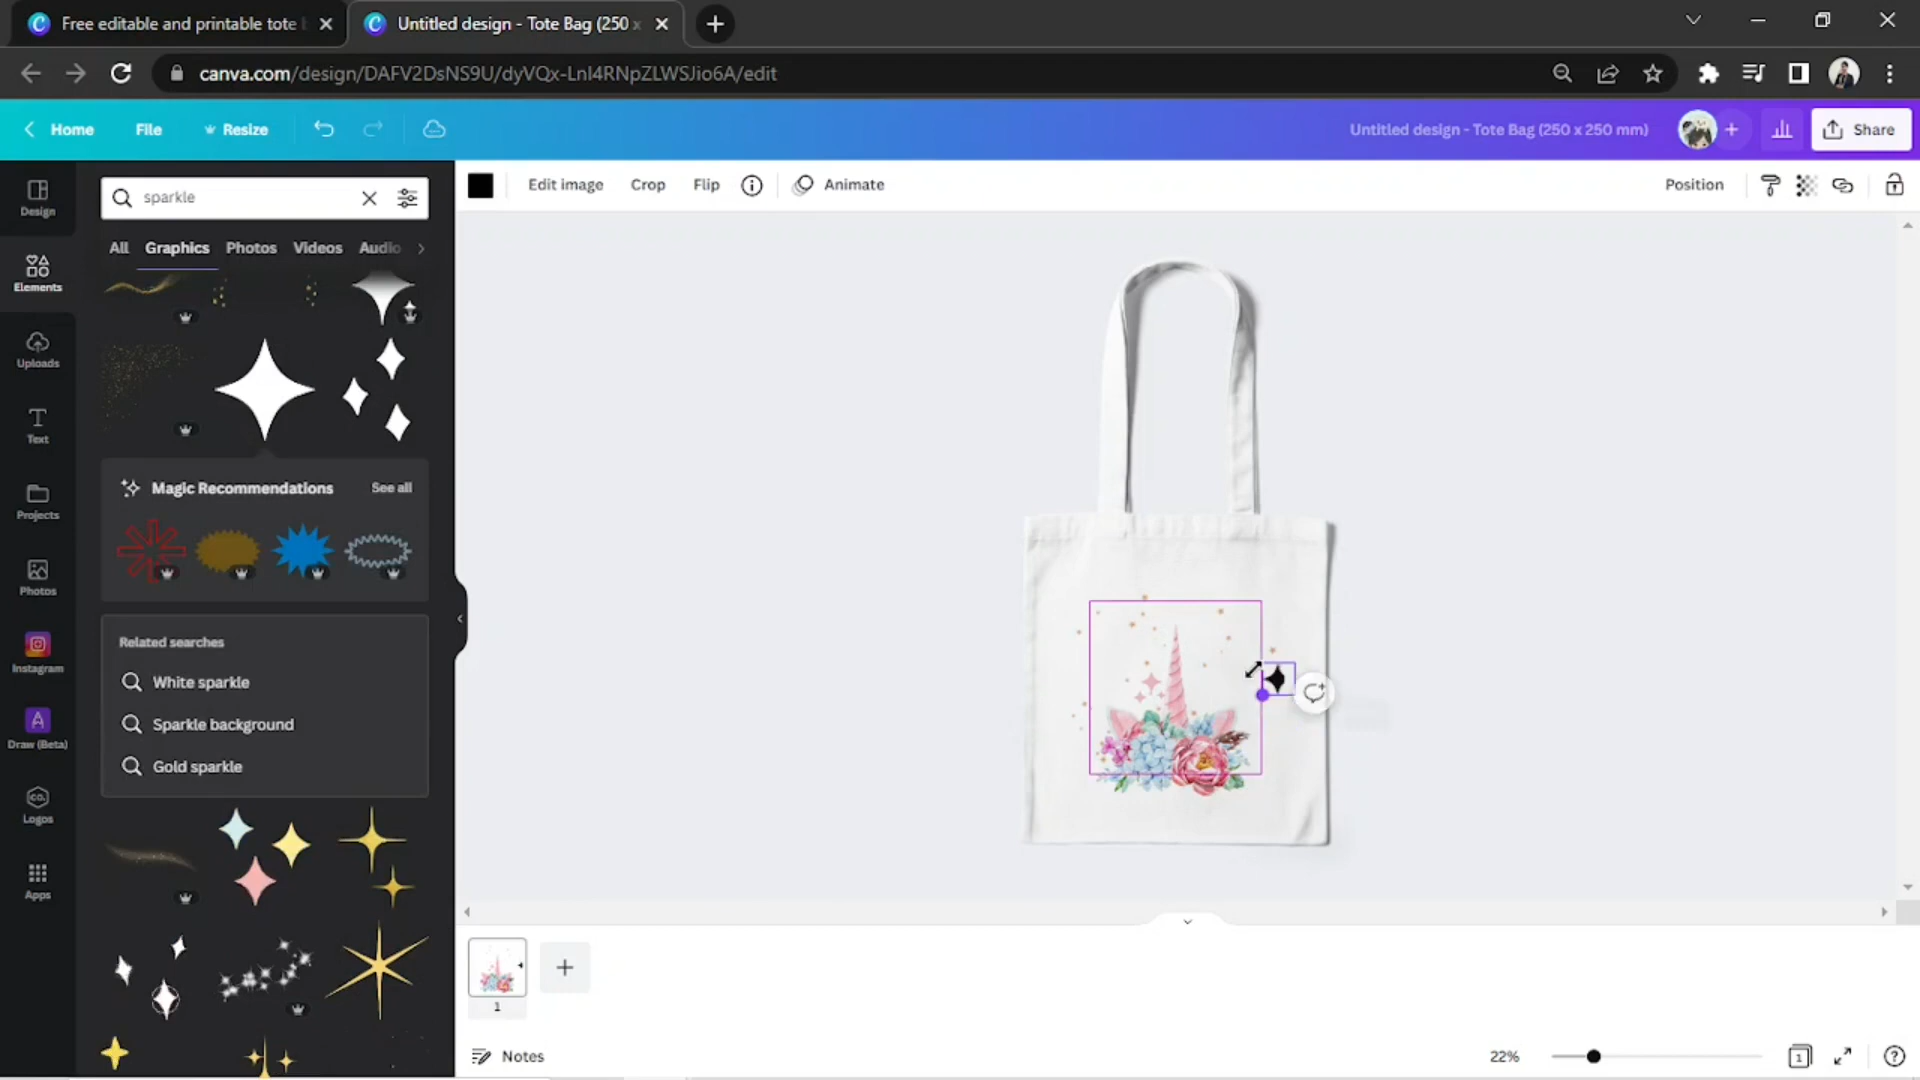 Free editable and printable tote b
Untitled design - Tote Bag (250 x
canva.com/design/DAFV2DsNS9U/dyVQx-LnI4RNpZLWSJio6A/edit
Home
File
Resize
Untitled design - Tote Bag (250 x 250 mm)
Share
Design
Elements
Uploads
Text
Projects
Photos
Instagram
Draw (Beta)
CO.
Logos
Apps
sparkle
All
Graphics
Photos
Videos
Audio
Magic Recommendations
See all
Related searches
White sparkle
Sparkle background
Gold sparkle
Edit image
Crop
Flip
Animate
Position
1
Notes
22%
1